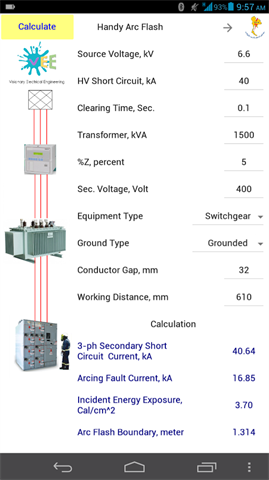 93% 9:57 AM
Calculate Handy Arc Flash
Source Voltage, kV 6.6
VEE
HV Short Circuit, kA 40
Clearing Time, Sec. 0.1
Transformer, kVA 1500
%Z, percent 5
Sec. Voltage, Volt 400
Equipment Type Switchgear
Ground Type Grounded
Conductor Gap, mm 32
Working Distance, mm 610
Calculation
3-ph Secondary Short
Circuit Current, kA 40.64
Arcing Fault Current, kA 16.85
Incident Energy Exposure,
Cal/cm^2 3.70
Arc Flash Boundary, meter 1.314